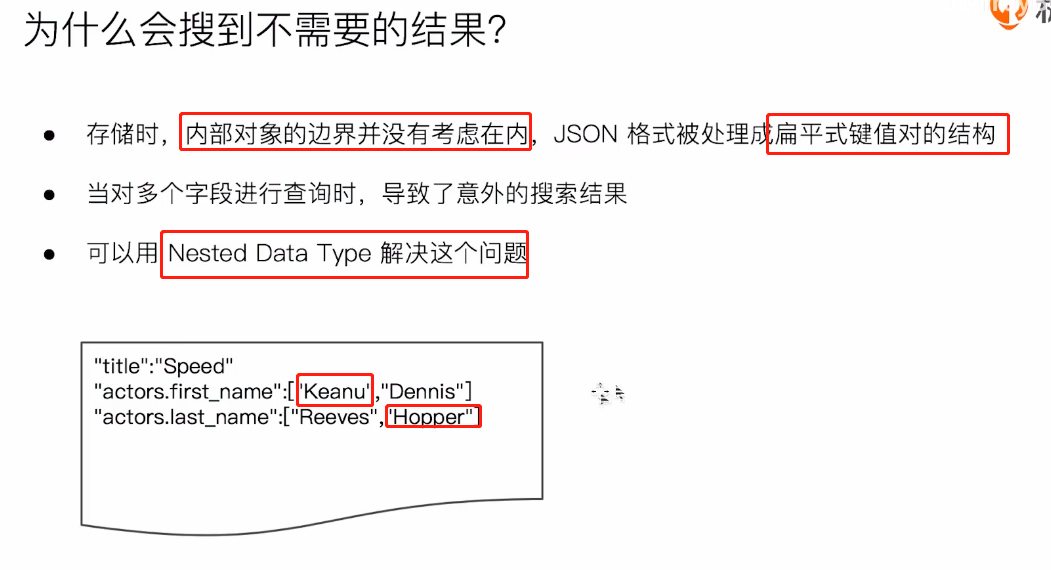 为什么会搜到不需要的结果？
● 存储时，内部对象的边界并没有考虑在内，JSON 格式被处理成扁平式键值对的结构
● 当对多个字段进行查询时，导致了意外的搜索结果
● 可以用 Nested Data Type 解决这个问题
"title":"Speed"
"actors.first_name":["Keanu","Dennis"]
"actors.last_name":["Reeves","Hopper"]